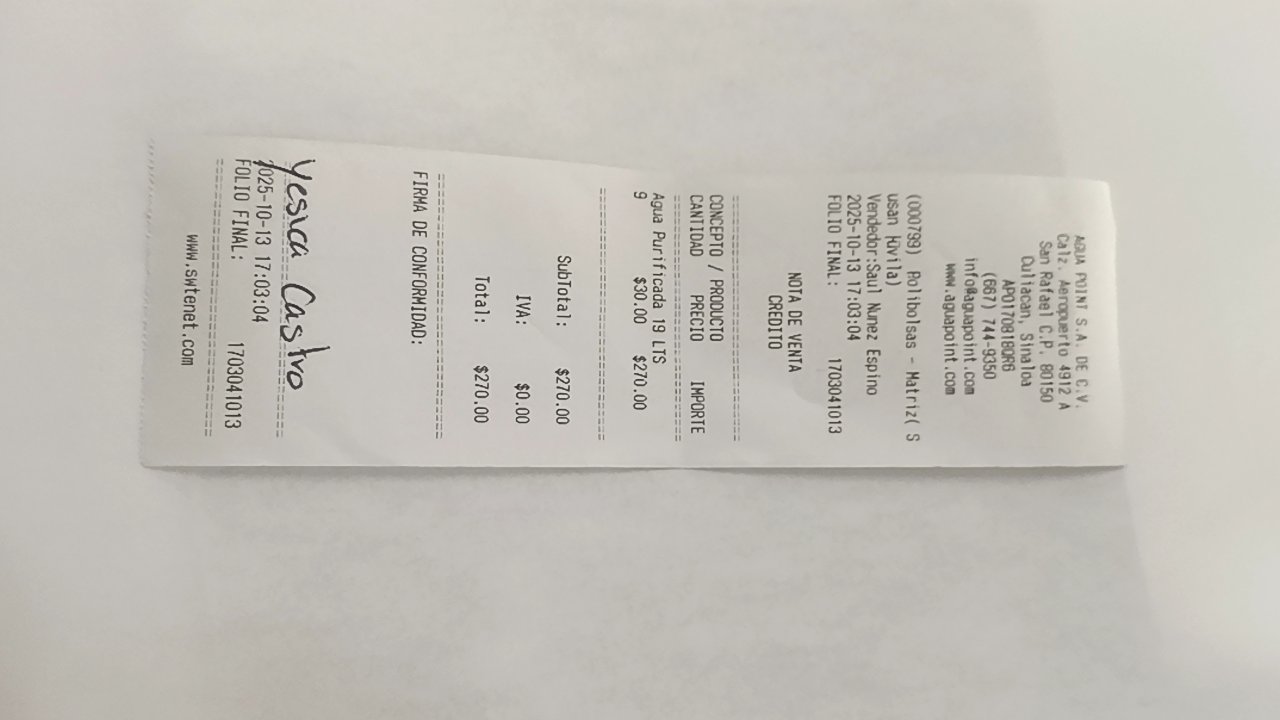 AGUA POINT S.A. DE C.V.
Calz. Aeropuerto 4912 A
San Rafael C.P. 80150
Culiacan, Sinaloa
(667) 744-9350
info@aguapoint.com
www.aguapoint.com
(000799) Polibolsas - Matriz( S
usan
Vendedor:Saul Nunez Espino
2025-10-13 17:03:04
FOLIO FINAL: 1703041013
NOTA DE VENTA
CREDITO
CONCEPTO / PRODUCTO
CANTIDAD PRECIO IMPORTE
Agua Purificada 19 LTS
9 $30.00 $270.00
SubTotal: $270.00
IVA: $0.00
Total: $270.00
FIRMA DE CONFORMIDAD:
Yesica Castro
2025-10-13 17:03:04
FOLIO FINAL: 1703041013
www.swtenet.com